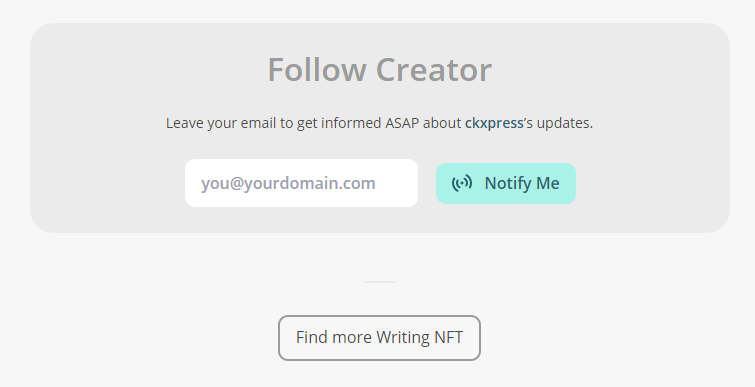 Follow Creator
Leave your email to get informed ASAP about ckxpress's updates.
you@yourdomain.com
Notify Me
Find more Writing NFT